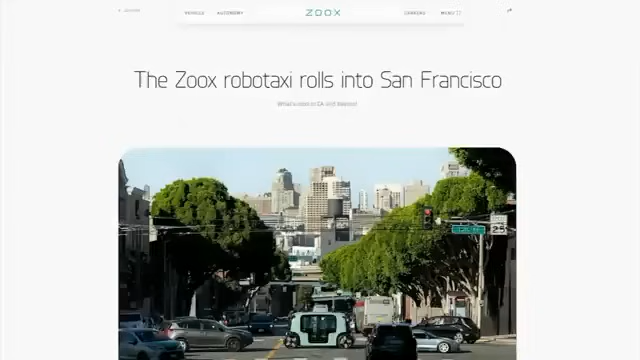 VEHICLE
AUTONOMY
ZOOX
CAREERS
MENU
The Zoox robotaxi rolls into San Francisco
25